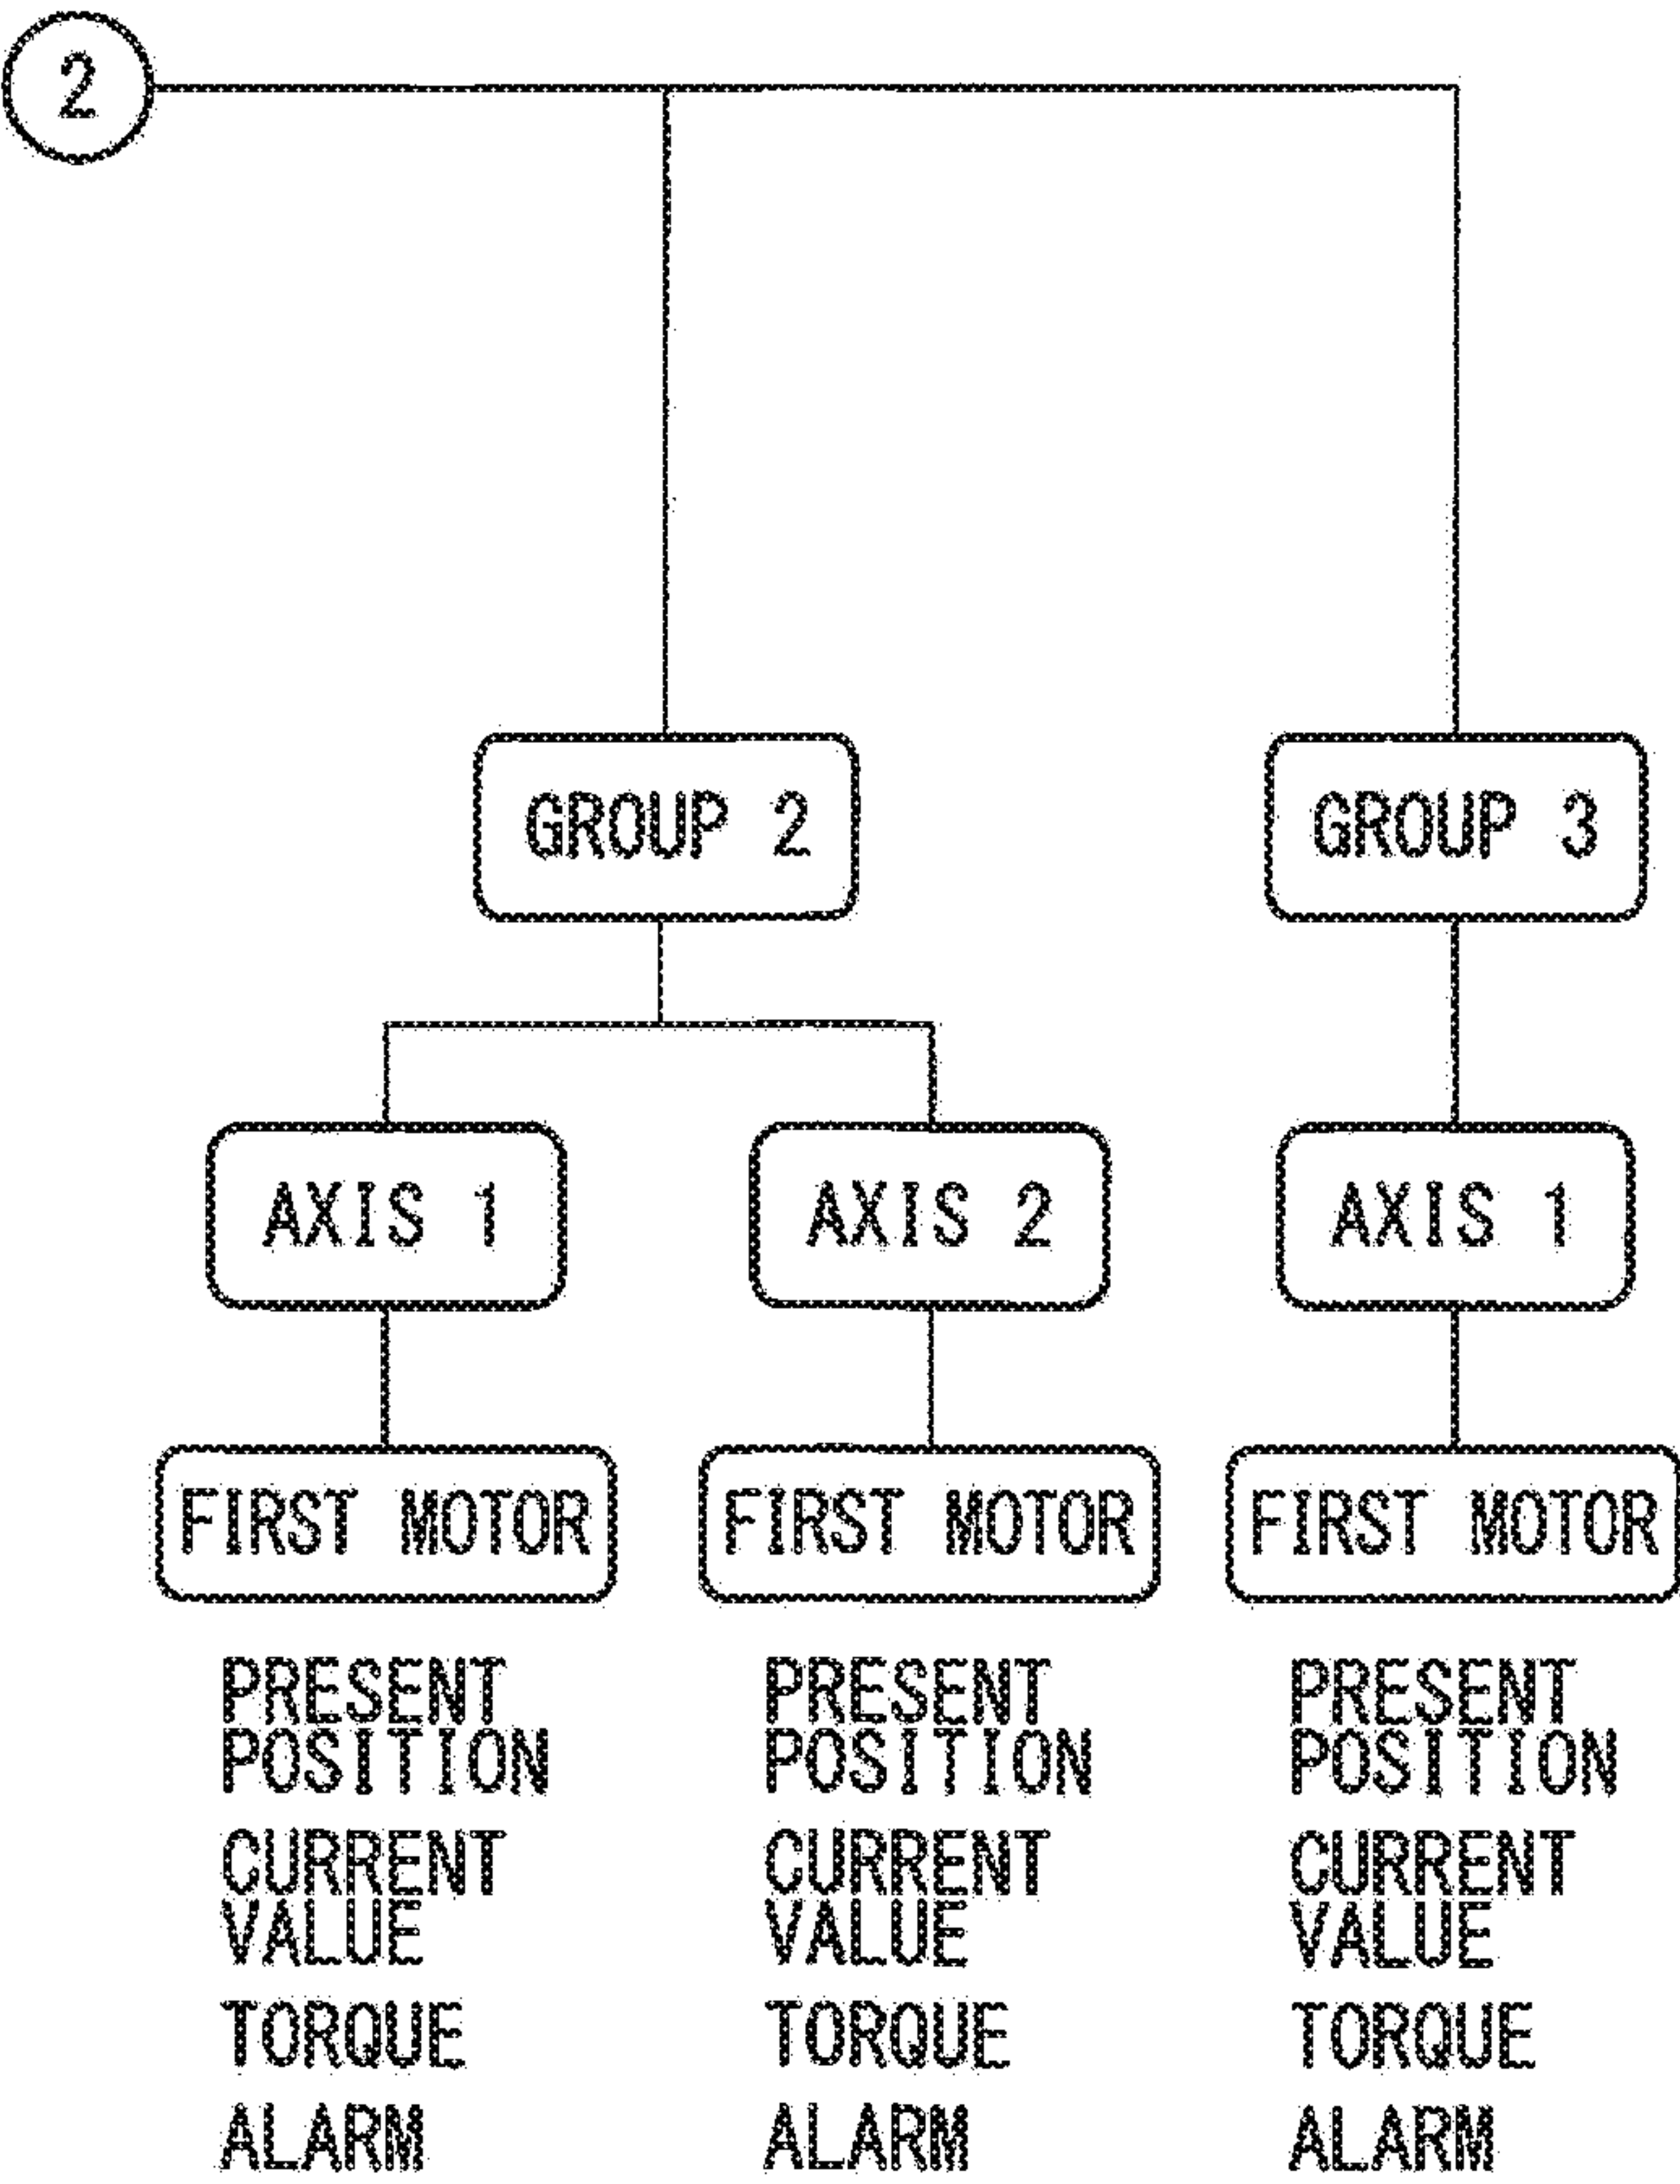 2
GROUP 2
GROUP 3
AXIS 1
AXIS 2
AXIS 1
FIRST MOTOR
FIRST MOTOR
FIRST MOTOR
PRESENT
POSITION
CURRENT
VALUE
TORQUE
ALARM
PRESENT
POSITION
CURRENT
VALUE
TORQUE
ALARM
PRESENT
POSITION
CURRENT
VALUE
TORQUE
ALARM